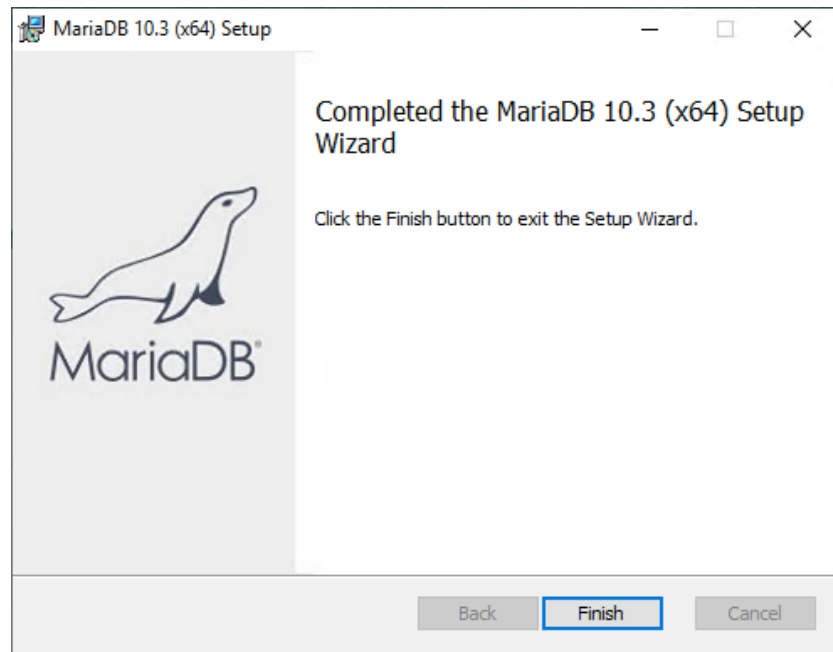 MariaDB 10.3 (x64) Setup
Completed the MariaDB 10.3 (x64) Setup
Wizard
Click the Finish button to exit the Setup Wizard.
MariaDB®
Back
Finish
Cancel